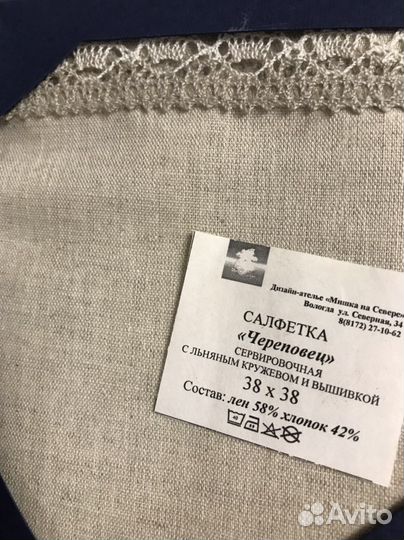 Дизайн-ателье «Мишка на Севере»
Вологда ул. Северная, 34
8(8172) 27-10-62
САЛФЕТКА
«Череповец»
СЕРВИРОВОЧНАЯ
С ЛЬНЯНЫМ КРУЖЕВОМ И ВЫШИВКОЙ
38 х 38
Состав: лен 58% хлопок 42%
Avito